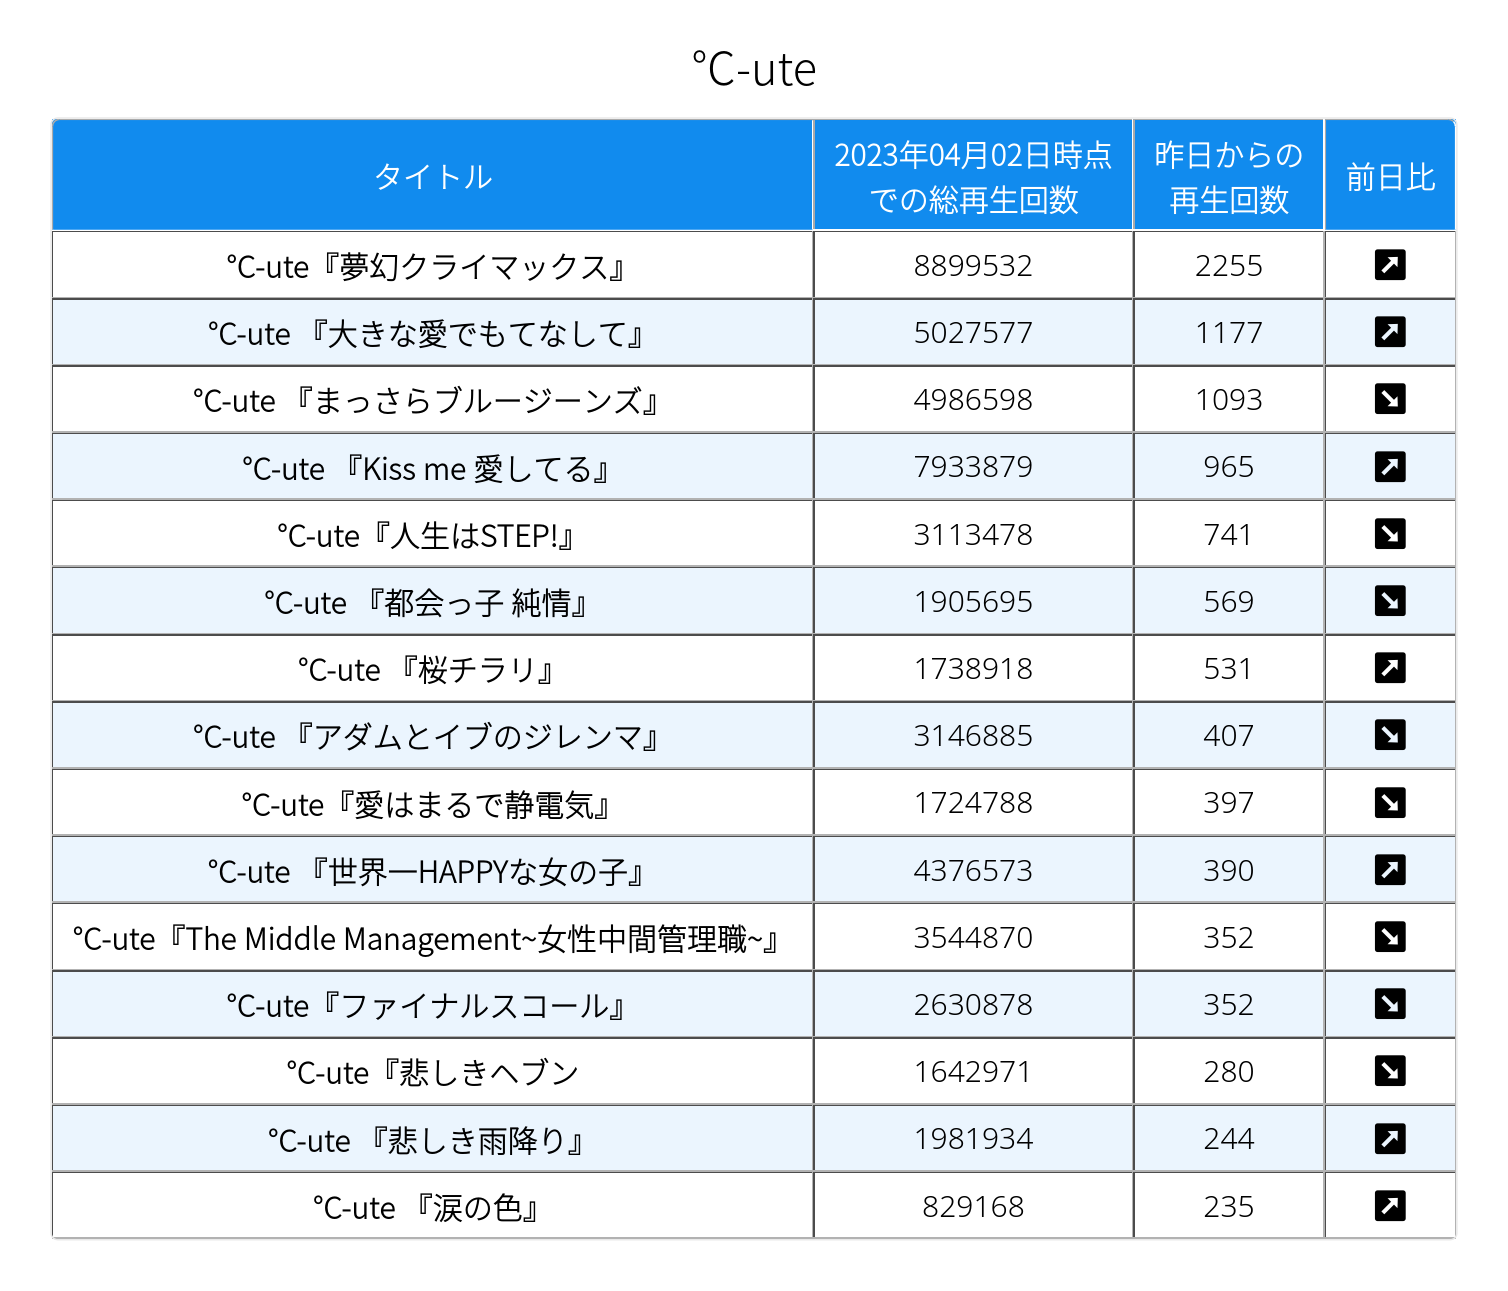 ℃-ute
タイトル
2023年04月02日時点
での総再生回数
昨日からの
再生回数
前日比
℃-ute『夢幻クライマックス』 8899532 2255 ↗
℃-ute 『大きな愛でもてなして』 5027577 1177 ↗
℃-ute 『まっさらブルージーンズ』 4986598 1093 ↘
℃-ute 『Kiss me 愛してる』 7933879 965 ↗
℃-ute『人生はSTEP!』 3113478 741 ↘
℃-ute 『都会っ子 純情』 1905695 569 ↘
℃-ute 『桜チラリ』 1738918 531 ↗
℃-ute 『アダムとイブのジレンマ』 3146885 407 ↘
℃-ute『愛はまるで静電気』 1724788 397 ↘
℃-ute 『世界一HAPPYな女の子』 4376573 390 ↗
℃-ute『The Middle Management~女性中間管理職~』 3544870 352 ↘
℃-ute『ファイナルスコール』 2630878 352 ↘
℃-ute『悲しきヘブン 1642971 280 ↘
℃-ute 『悲しき雨降り』 1981934 244 ↗
℃-ute 『涙の色』 829168 235 ↗